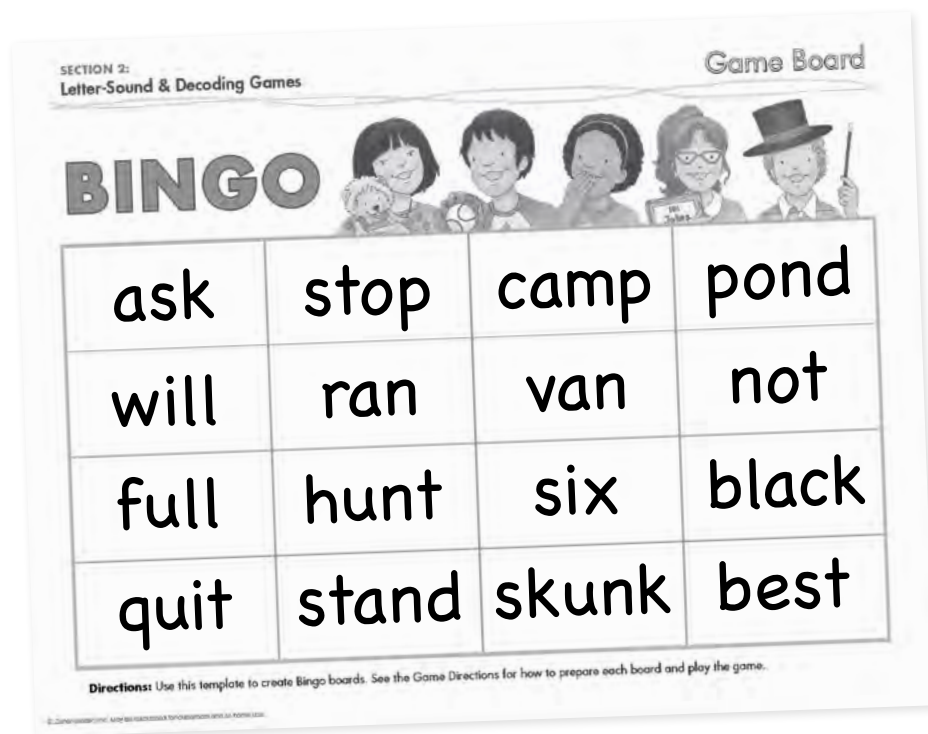 SECTION 2:
Letter-Sound & Decoding Games
Game Board
BINGO
ask stop camp pond
will ran van not
full hunt six black
quit stand skunk best
Directions: Use this template to create Bingo boards. See the Game Directions for how to prepare each board and play the game.